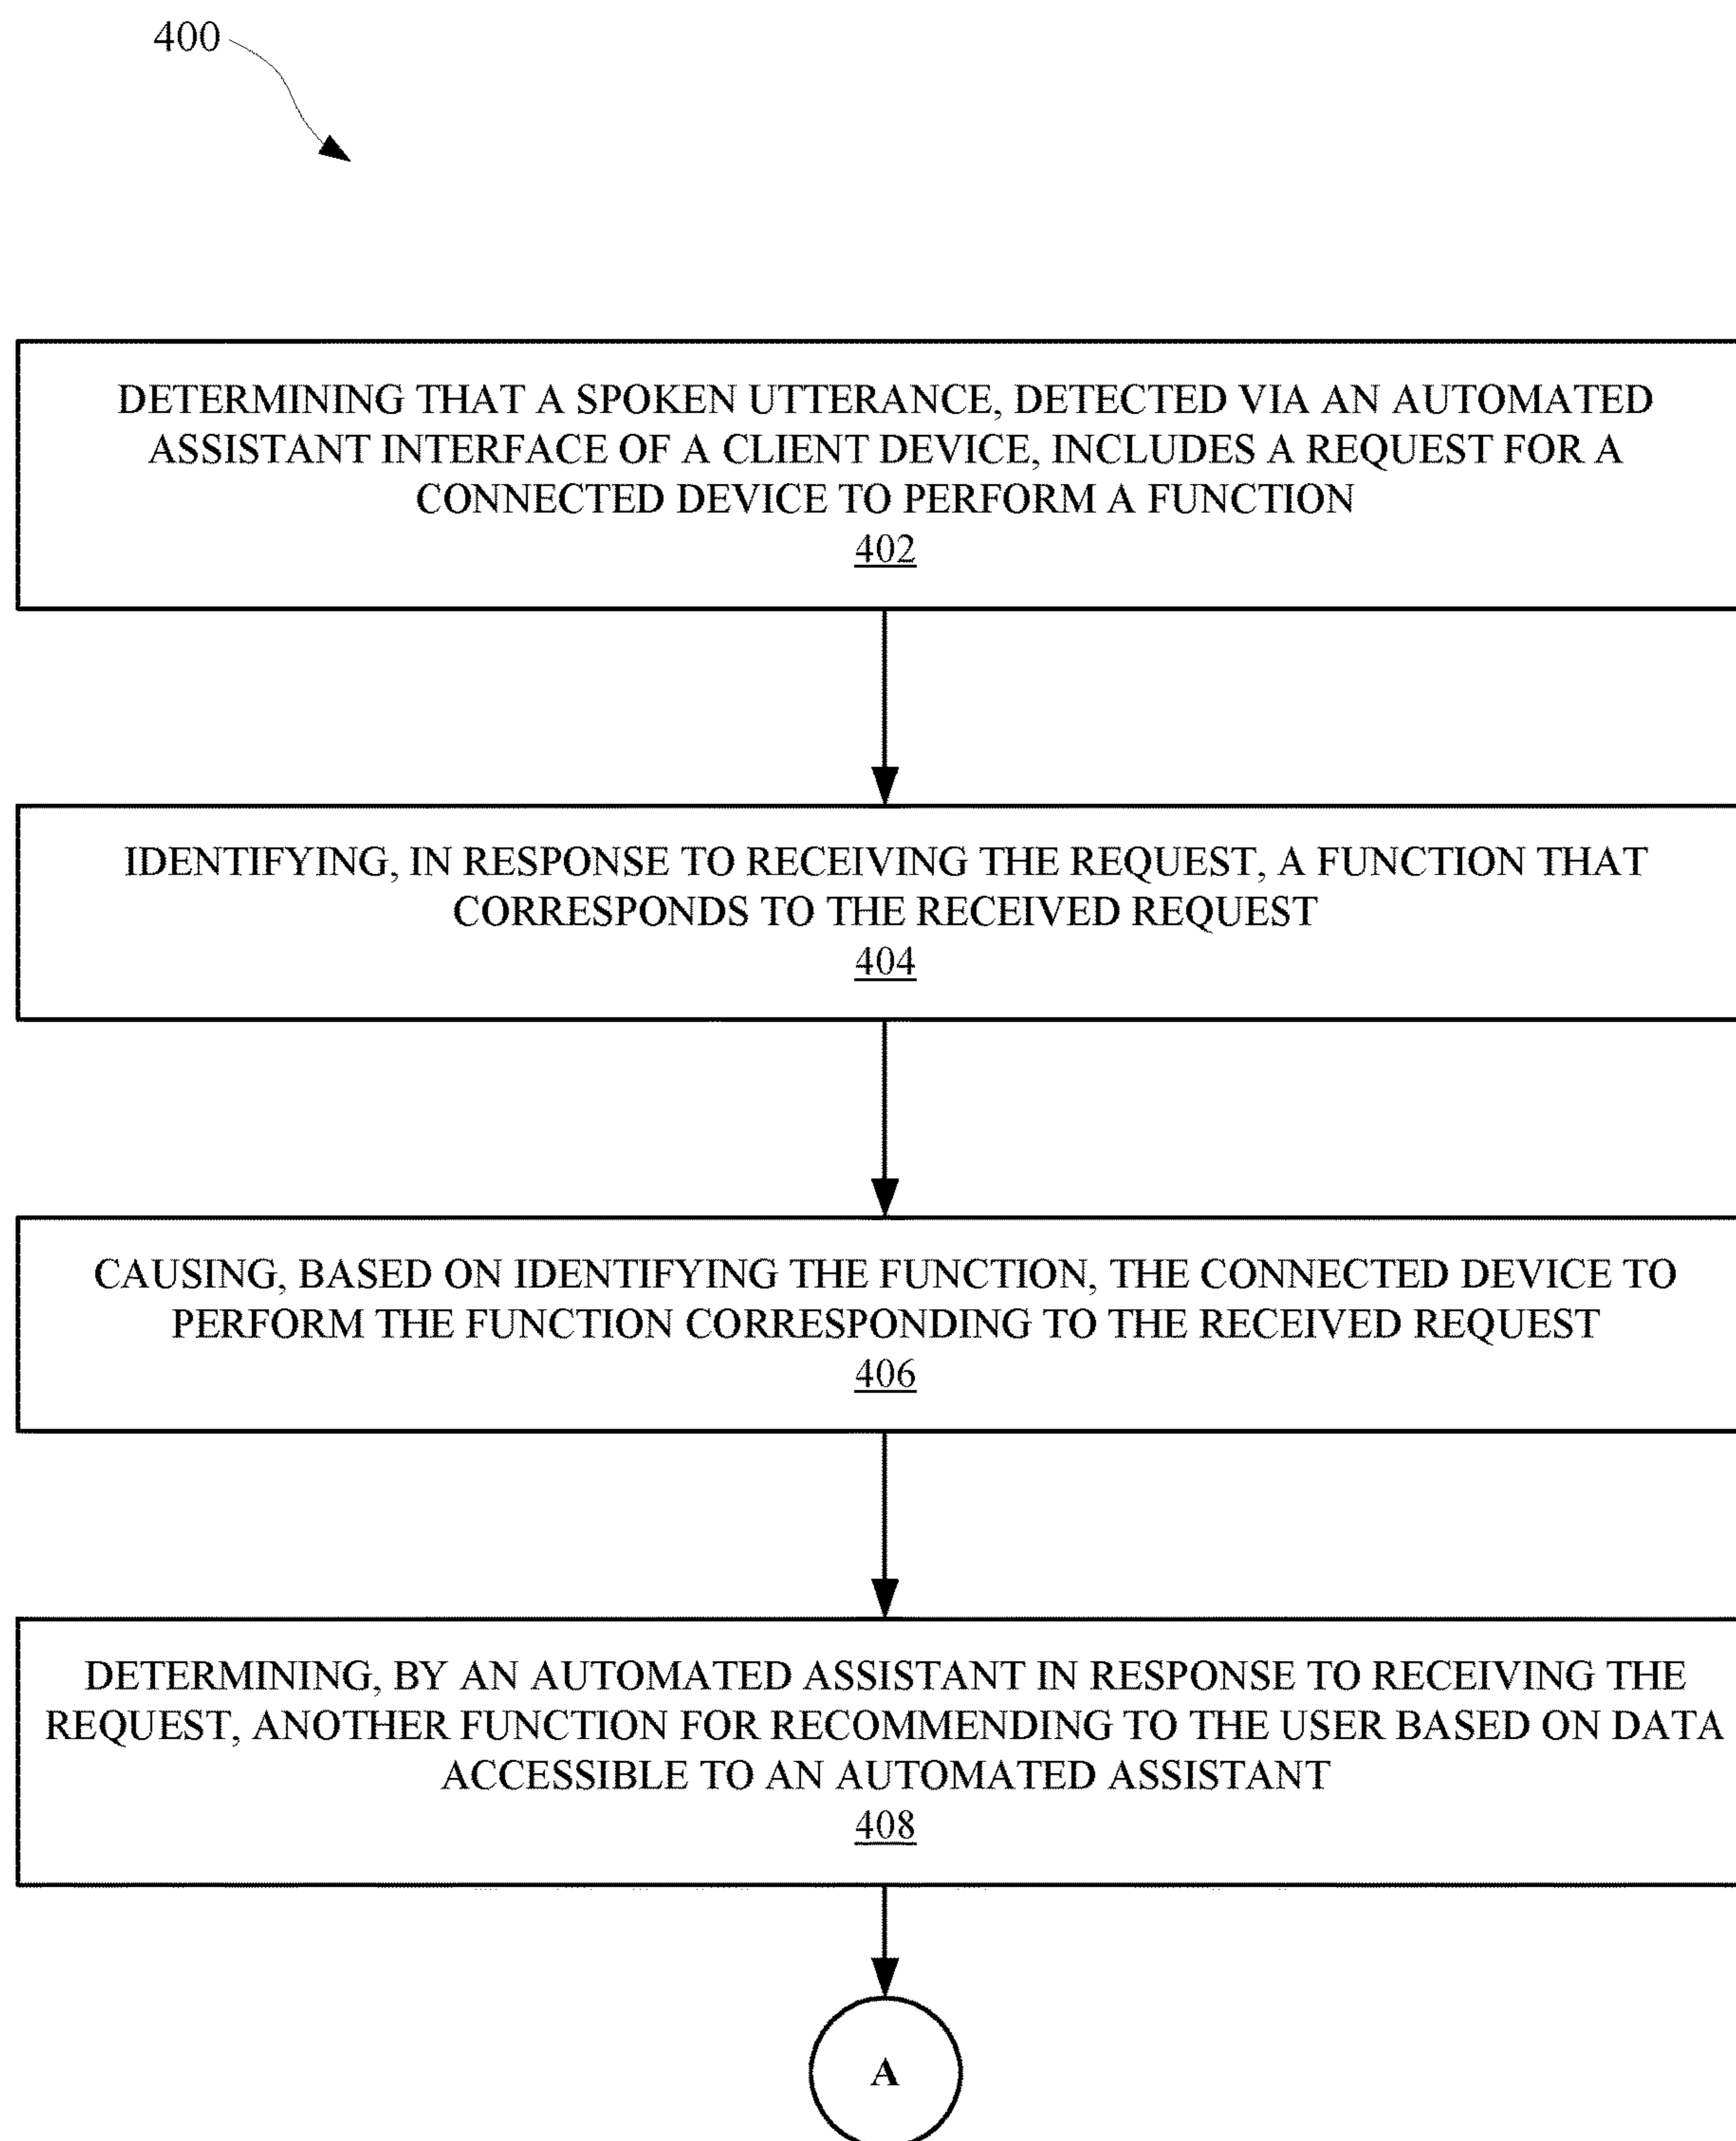 400
DETERMINING THAT A SPOKEN UTTERANCE, DETECTED VIA AN AUTOMATED
ASSISTANT INTERFACE OF A CLIENT DEVICE, INCLUDES A REQUEST FOR A
CONNECTED DEVICE TO PERFORM A FUNCTION
402
IDENTIFYING, IN RESPONSE TO RECEIVING THE REQUEST, A FUNCTION THAT
CORRESPONDS TO THE RECEIVED REQUEST
404
CAUSING, BASED ON IDENTIFYING THE FUNCTION, THE CONNECTED DEVICE TO
PERFORM THE FUNCTION CORRESPONDING TO THE RECEIVED REQUEST
406
DETERMINING, BY AN AUTOMATED ASSISTANT IN RESPONSE TO RECEIVING THE
REQUEST, ANOTHER FUNCTION FOR RECOMMENDING TO THE USER BASED ON DATA
ACCESSIBLE TO AN AUTOMATED ASSISTANT
408
A